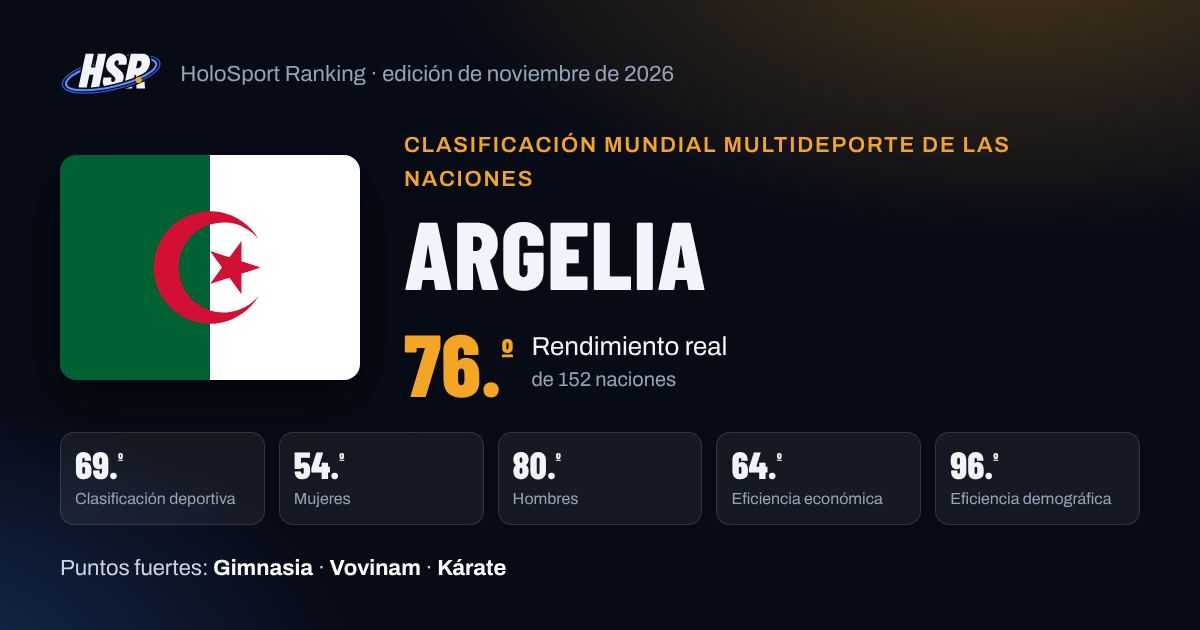 HSR HoloSport Ranking · edición de noviembre de 2026
CLASIFICACIÓN MUNDIAL MULTIDEPORTE DE LAS
NACIONES
ARGELIA
76.º Rendimiento real
de 152 naciones
69.º
Clasificación deportiva
54.º
Mujeres
80.º
Hombres
64.º
Eficiencia económica
96.º
Eficiencia demográfica
Puntos fuertes: Gimnasia · Vovinam · Kárate